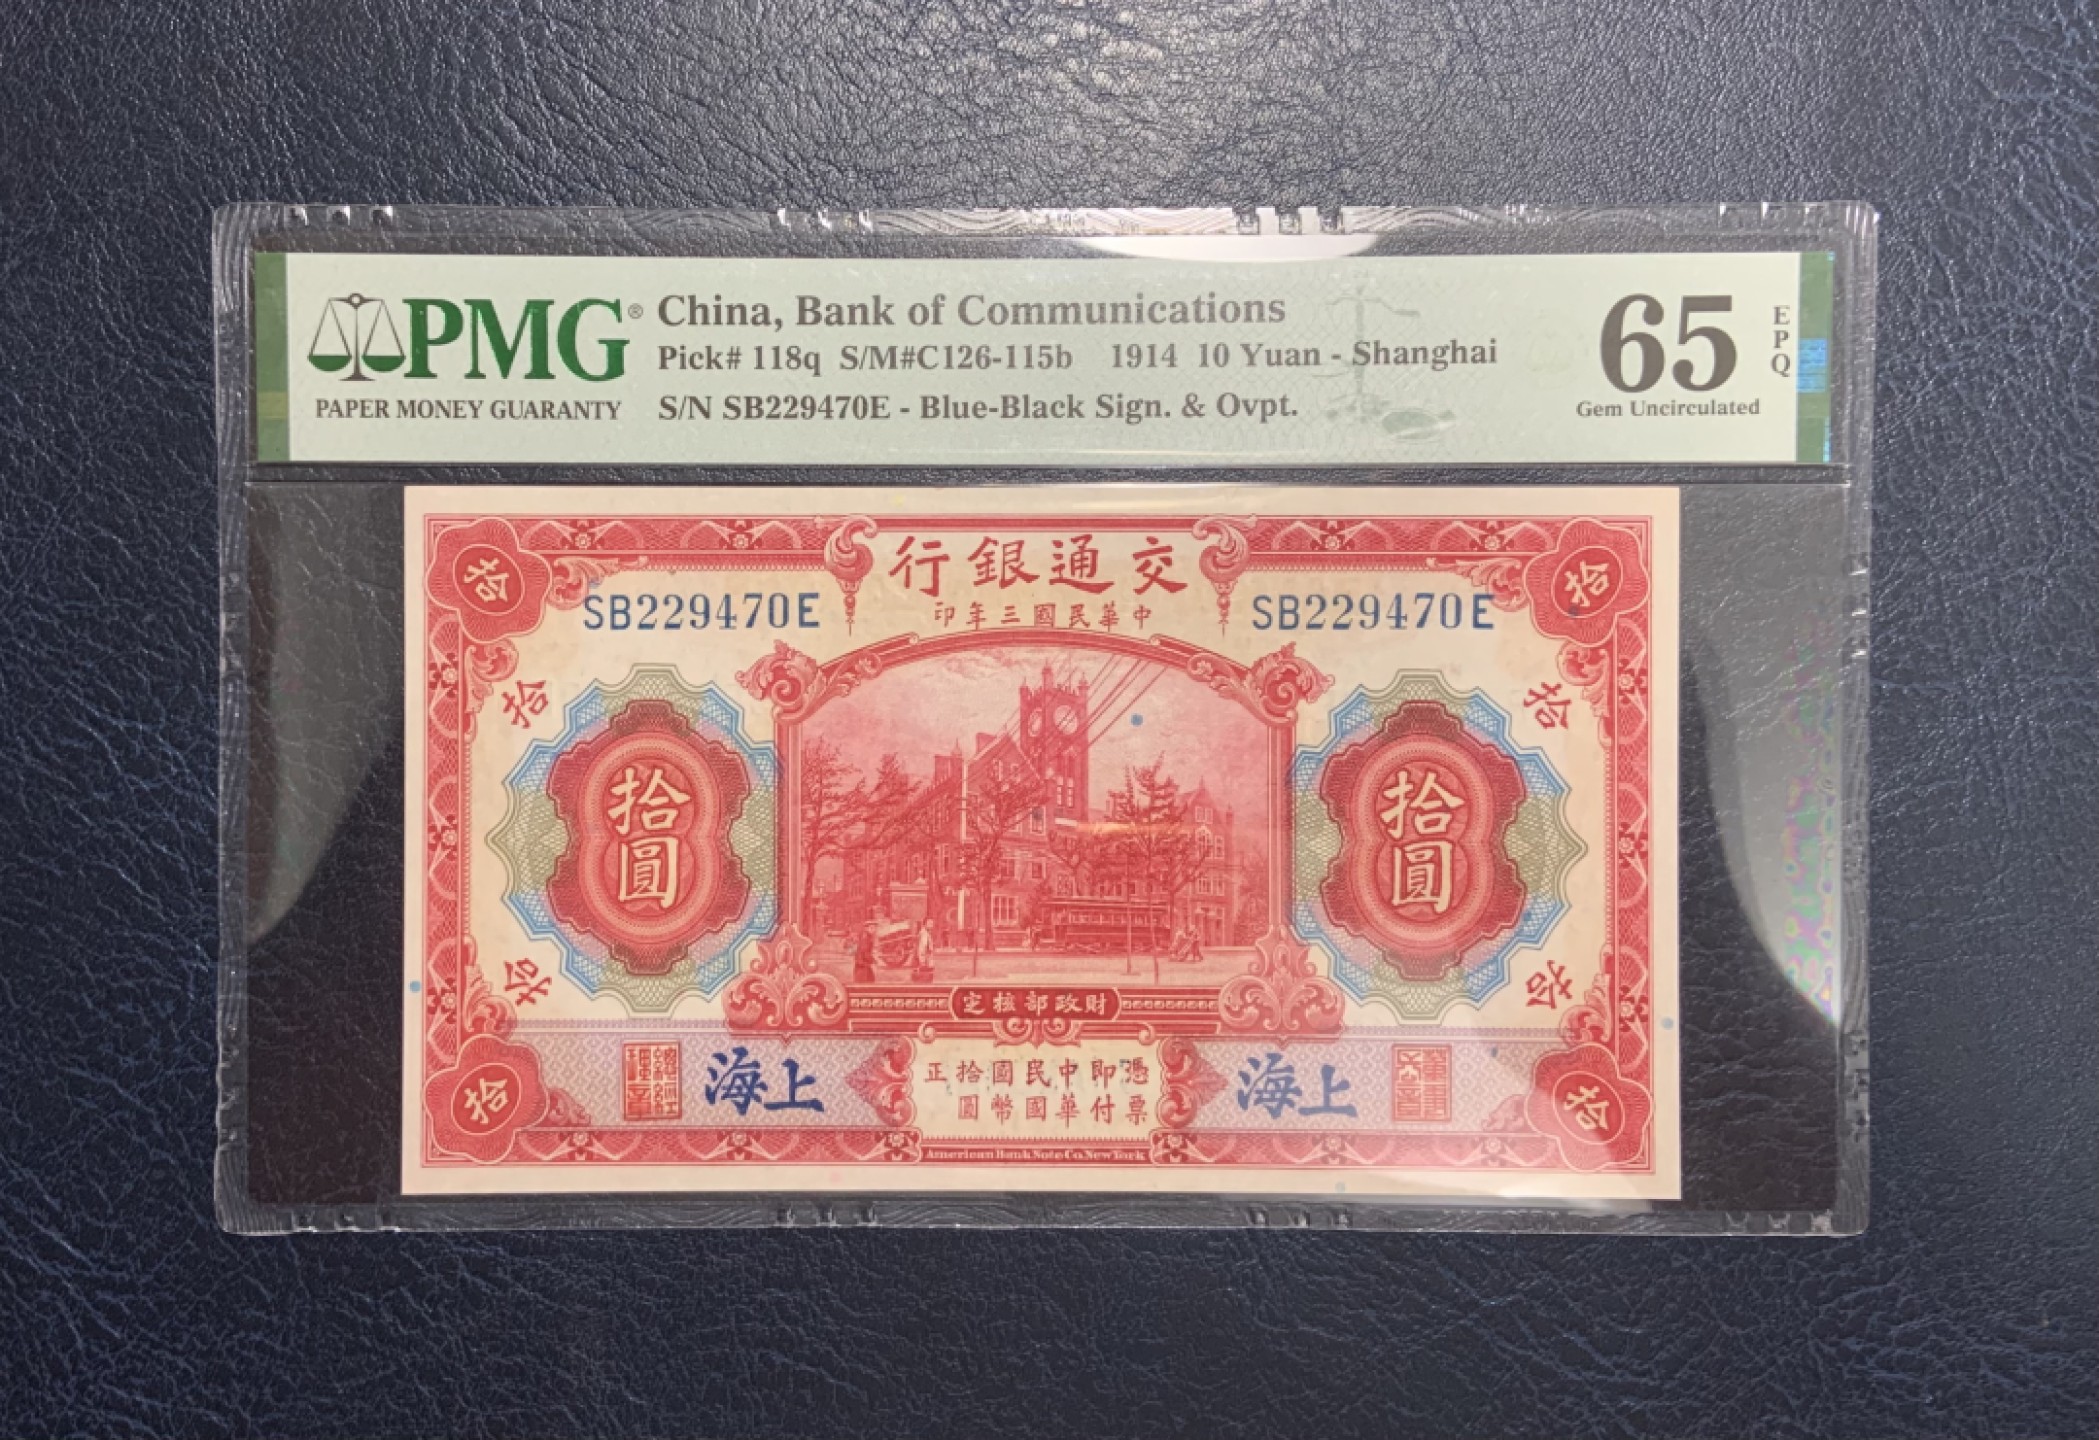 PMG®
PAPER MONEY GUARANTY
China, Bank of Communications
Pick# 118q S/M#C126-115b 1914 10 Yuan - Shanghai
S/N SB229470E - Blue-Black Sign. & Ovpt.
65
EPQ
Gem Uncirculated
拾
交通銀行
拾
SB229470E
中華民國三年印
SB229470E
拾
拾
拾圓
拾圓
拾
拾
財政部核定
上海
憑票即付中華民國國幣拾圓正
上海
拾
拾
American Bank Note Co. New York